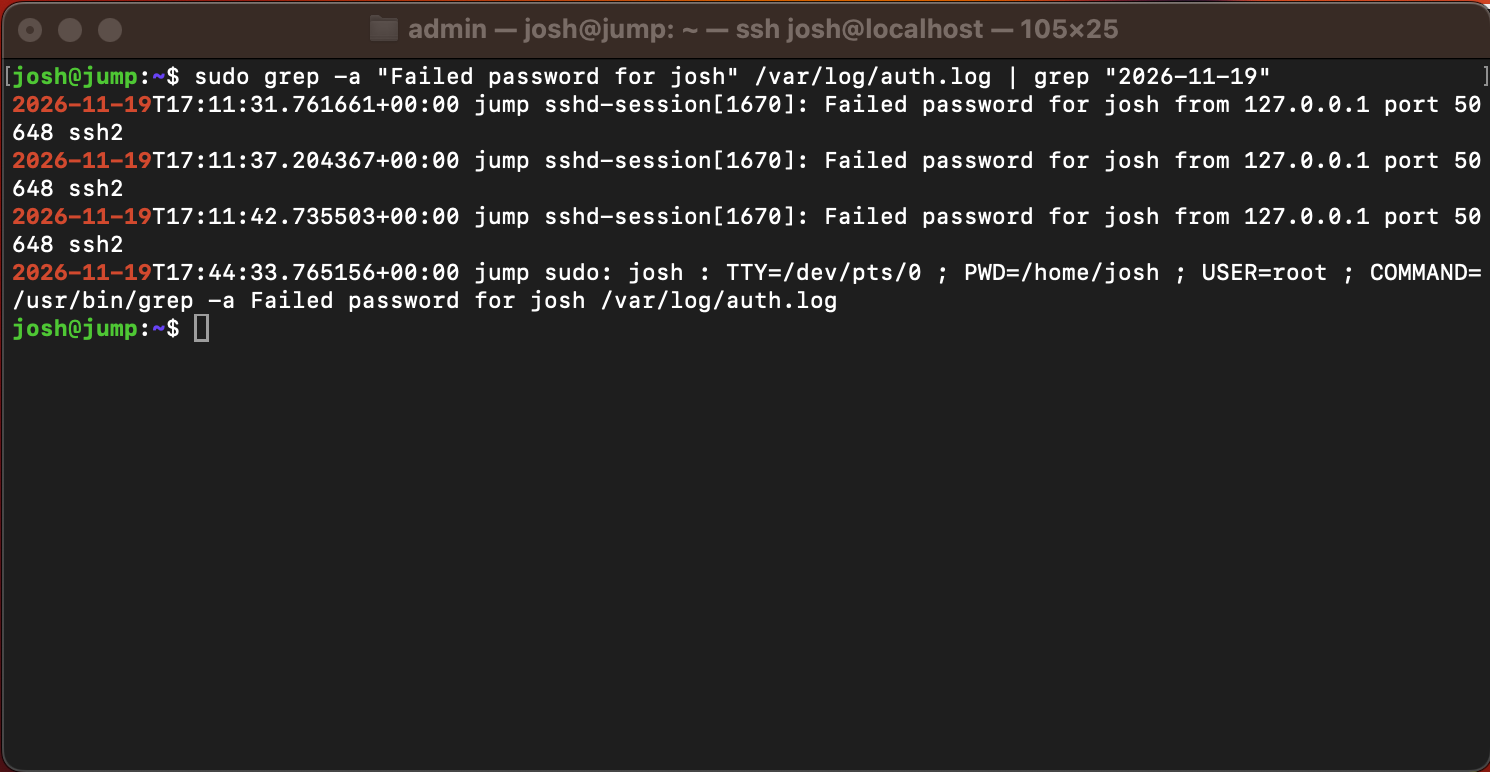 admin — josh@jump: ~ — ssh josh@localhost — 105×25
[josh@jump:~$ sudo grep -a "Failed password for josh" /var/log/auth.log | grep "2026-11-19" ]
2026-11-19T17:11:31.761661+00:00 jump sshd-session[1670]: Failed password for josh from 127.0.0.1 port 50
648 ssh2
2026-11-19T17:11:37.204367+00:00 jump sshd-session[1670]: Failed password for josh from 127.0.0.1 port 50
648 ssh2
2026-11-19T17:11:42.735503+00:00 jump sshd-session[1670]: Failed password for josh from 127.0.0.1 port 50
648 ssh2
2026-11-19T17:44:33.765156+00:00 jump sudo: josh : TTY=/dev/pts/0 ; PWD=/home/josh ; USER=root ; COMMAND=
/usr/bin/grep -a Failed password for josh /var/log/auth.log
josh@jump:~$